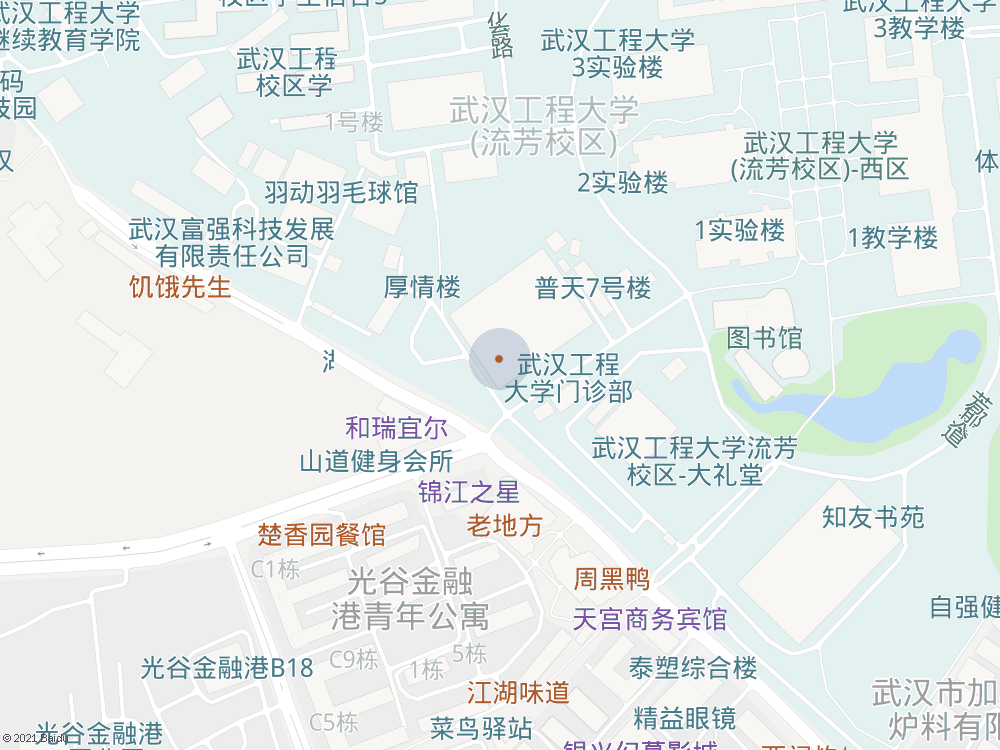 武汉工程大学
继续教育学院
华路
武汉工程大学
3实验楼
3教学楼
武汉工程
校区学
1号楼
武汉工程大学
(流芳校区)
武汉工程大学
(流芳校区)-西区
2实验楼
羽动羽毛球馆
武汉富强科技发展
有限责任公司
1实验楼
1教学楼
饥饿先生
厚情楼
普天7号楼
图书馆
武汉工程
大学门诊部
和瑞宜尔
山道健身会所
武汉工程大学流芳
校区-大礼堂
锦江之星
老地方
知友书苑
楚香园餐馆
C1栋
光谷金融
港青年公寓
周黑鸭
天宫商务宾馆
自强健
光谷金融港B18
C9栋
1栋
5栋
泰塑综合楼
江湖味道
C5栋
菜鸟驿站
精益眼镜
武汉市加
炉料有限
光谷金融港
© 2021 Baidu